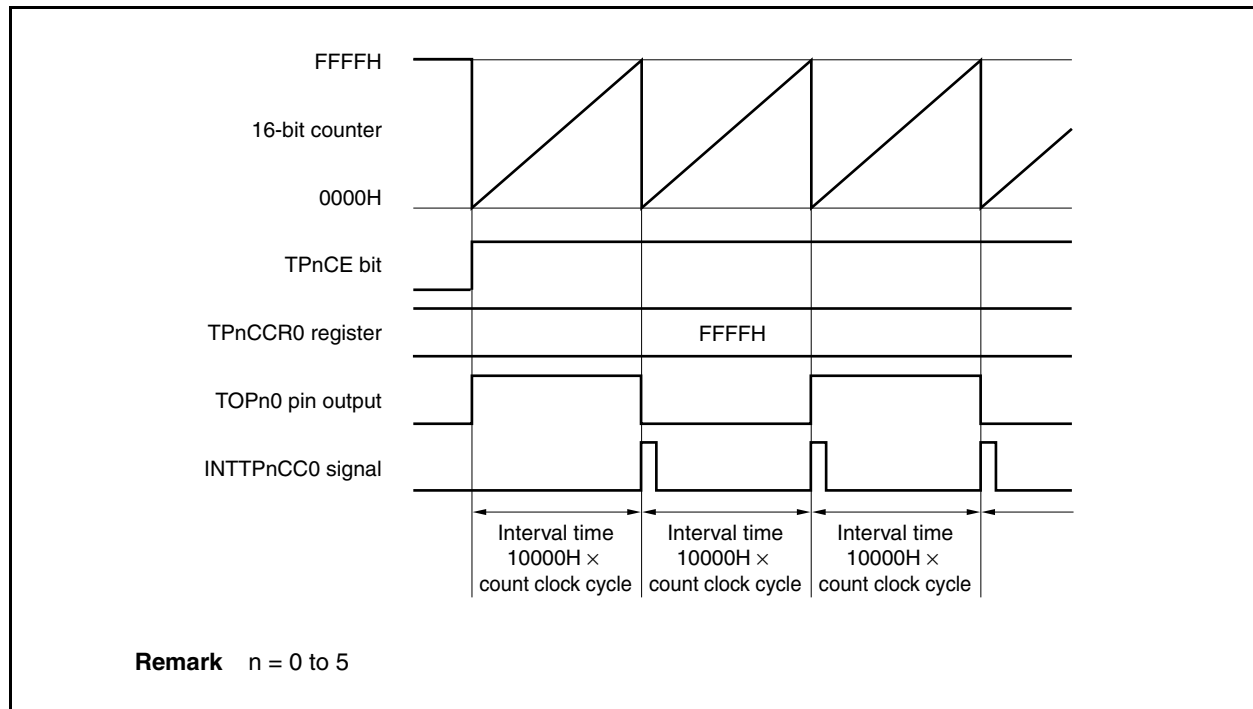 FFFFH
16-bit counter
0000H
TPnCE bit
TPnCCR0 register
FFFFH
TOPn0 pin output
INTTPnCC0 signal
Interval time
10000H ×
count clock cycle
Interval time
10000H ×
count clock cycle
Interval time
10000H ×
count clock cycle
Remark n = 0 to 5